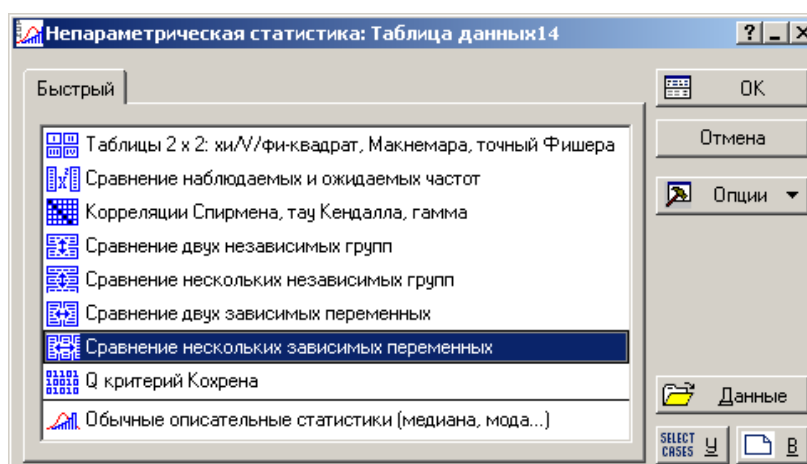 Непараметрическая статистика: Таблица данных14
Быстрый
Таблицы 2 x 2: хи/V/фи-квадрат, Макнемара, точный Фишера
Сравнение наблюдаемых и ожидаемых частот
Корреляции Спирмена, тау Кендалла, гамма
Сравнение двух независимых групп
Сравнение нескольких независимых групп
Сравнение двух зависимых переменных
Сравнение нескольких зависимых переменных
Q критерий Кохрена
Обычные описательные статистики (медиана, мода...)
OK
Отмена
Опции
Данные
SELECT CASES У В